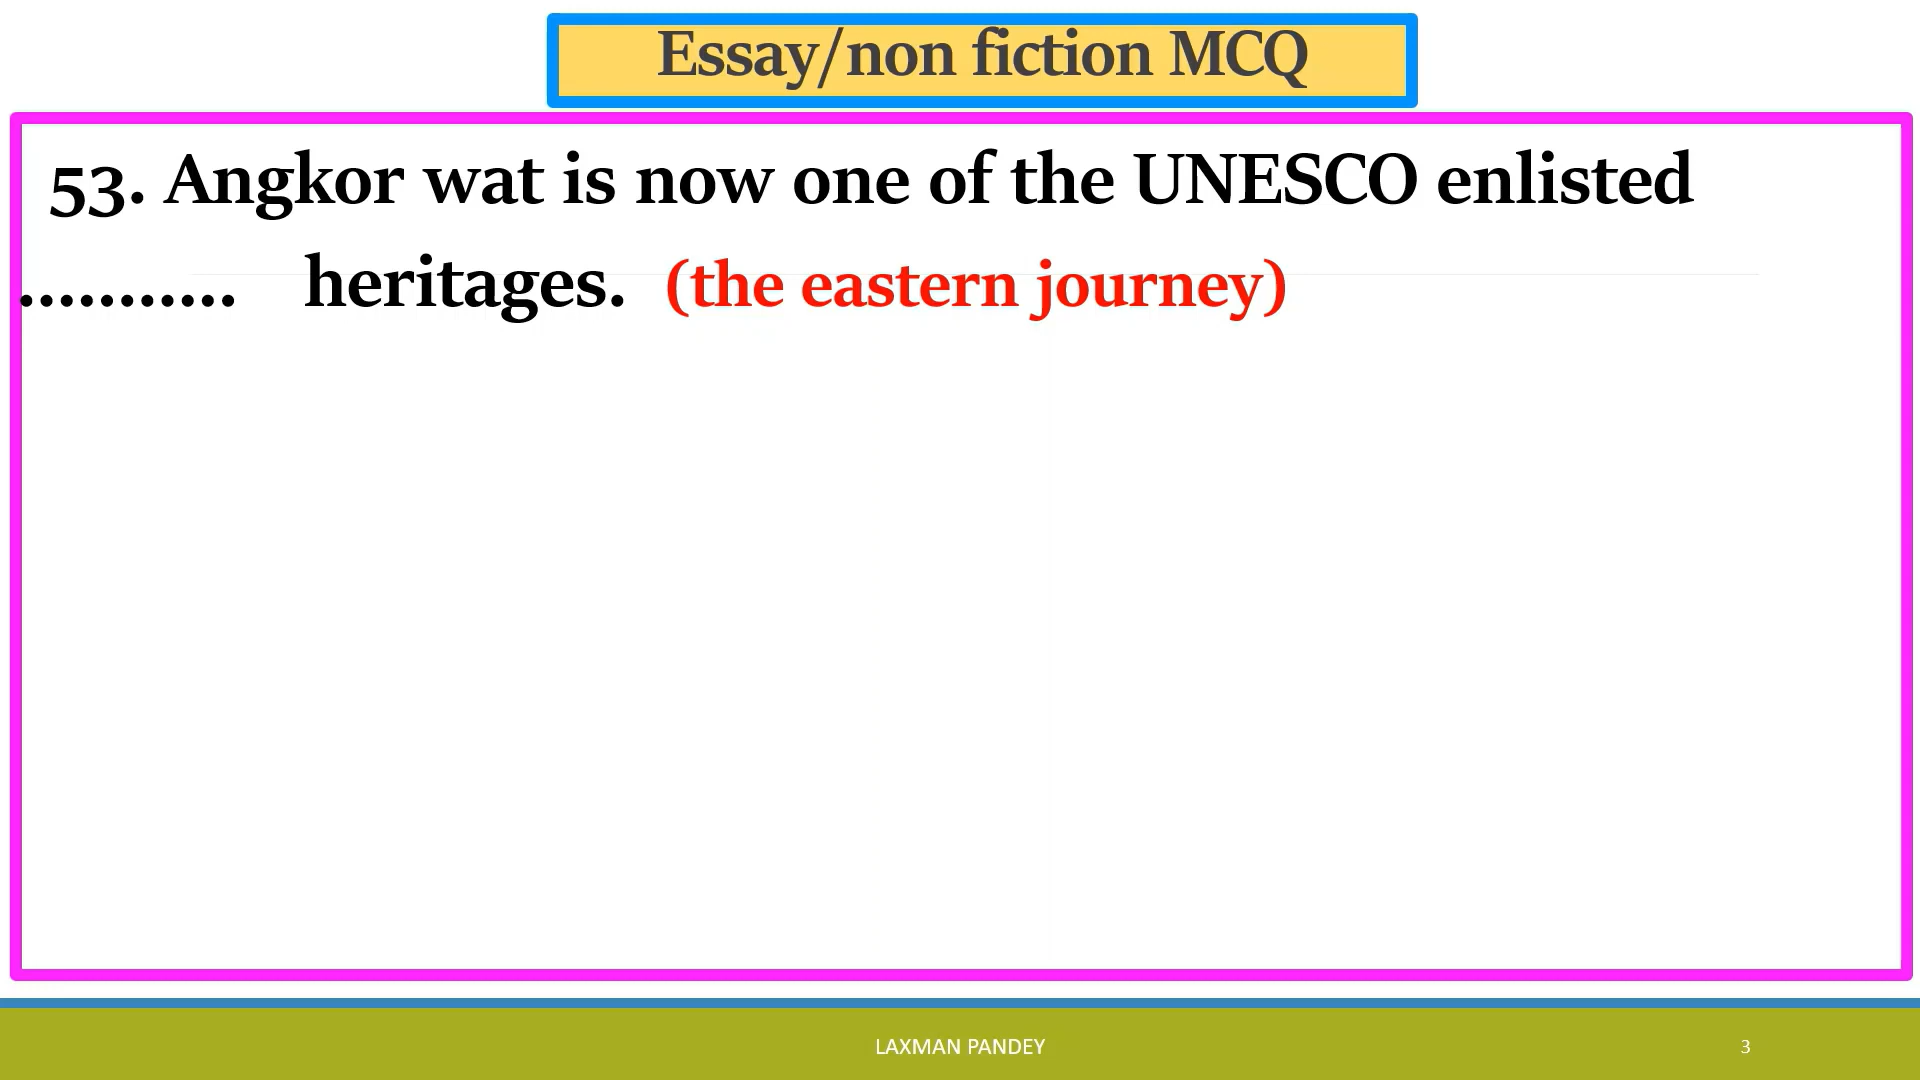 Essay/non fiction MCQ
53. Angkor wat is now one of the UNESCO enlisted
........... heritages. (the eastern journey)
LAXMAN PANDEY
3